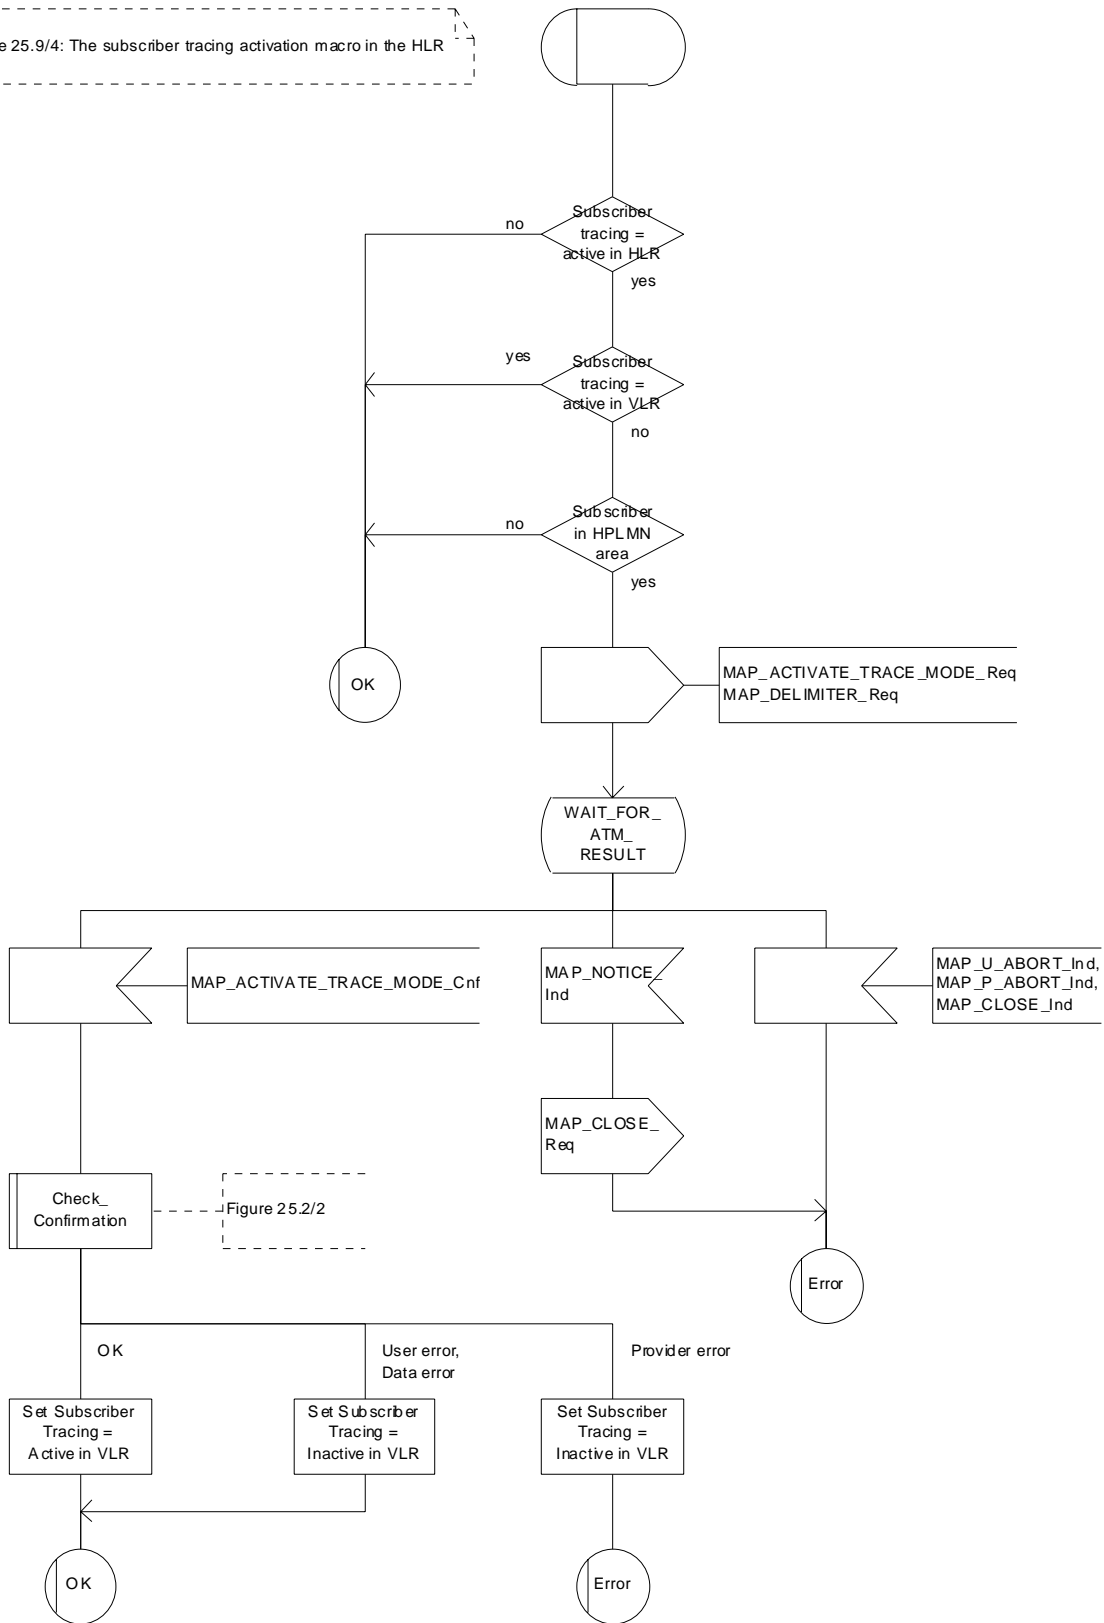 e 25.9/4: The subscriber tracing activation macro in the HLR
Subscriber
tracing =
active in HLR
no
yes
Subscriber
tracing =
active in VLR
yes
no
Subscriber
in HPLMN
area
no
yes
OK
MAP_ACTIVATE_TRACE_MODE_Req
MAP_DELIMITER_Req
WAIT_FOR_
ATM_
RESULT
MAP_ACTIVATE_TRACE_MODE_Cnf
MAP_NOTICE_
Ind
MAP_U_ABORT_Ind,
MAP_P_ABORT_Ind,
MAP_CLOSE_Ind
MAP_CLOSE_
Req
Check_
Confirmation
Figure 25.2/2
Error
OK
User error,
Data error
Provider error
Set Subscriber
Tracing =
Active in VLR
Set Subscriber
Tracing =
Inactive in VLR
Set Subscriber
Tracing =
Inactive in VLR
OK
Error